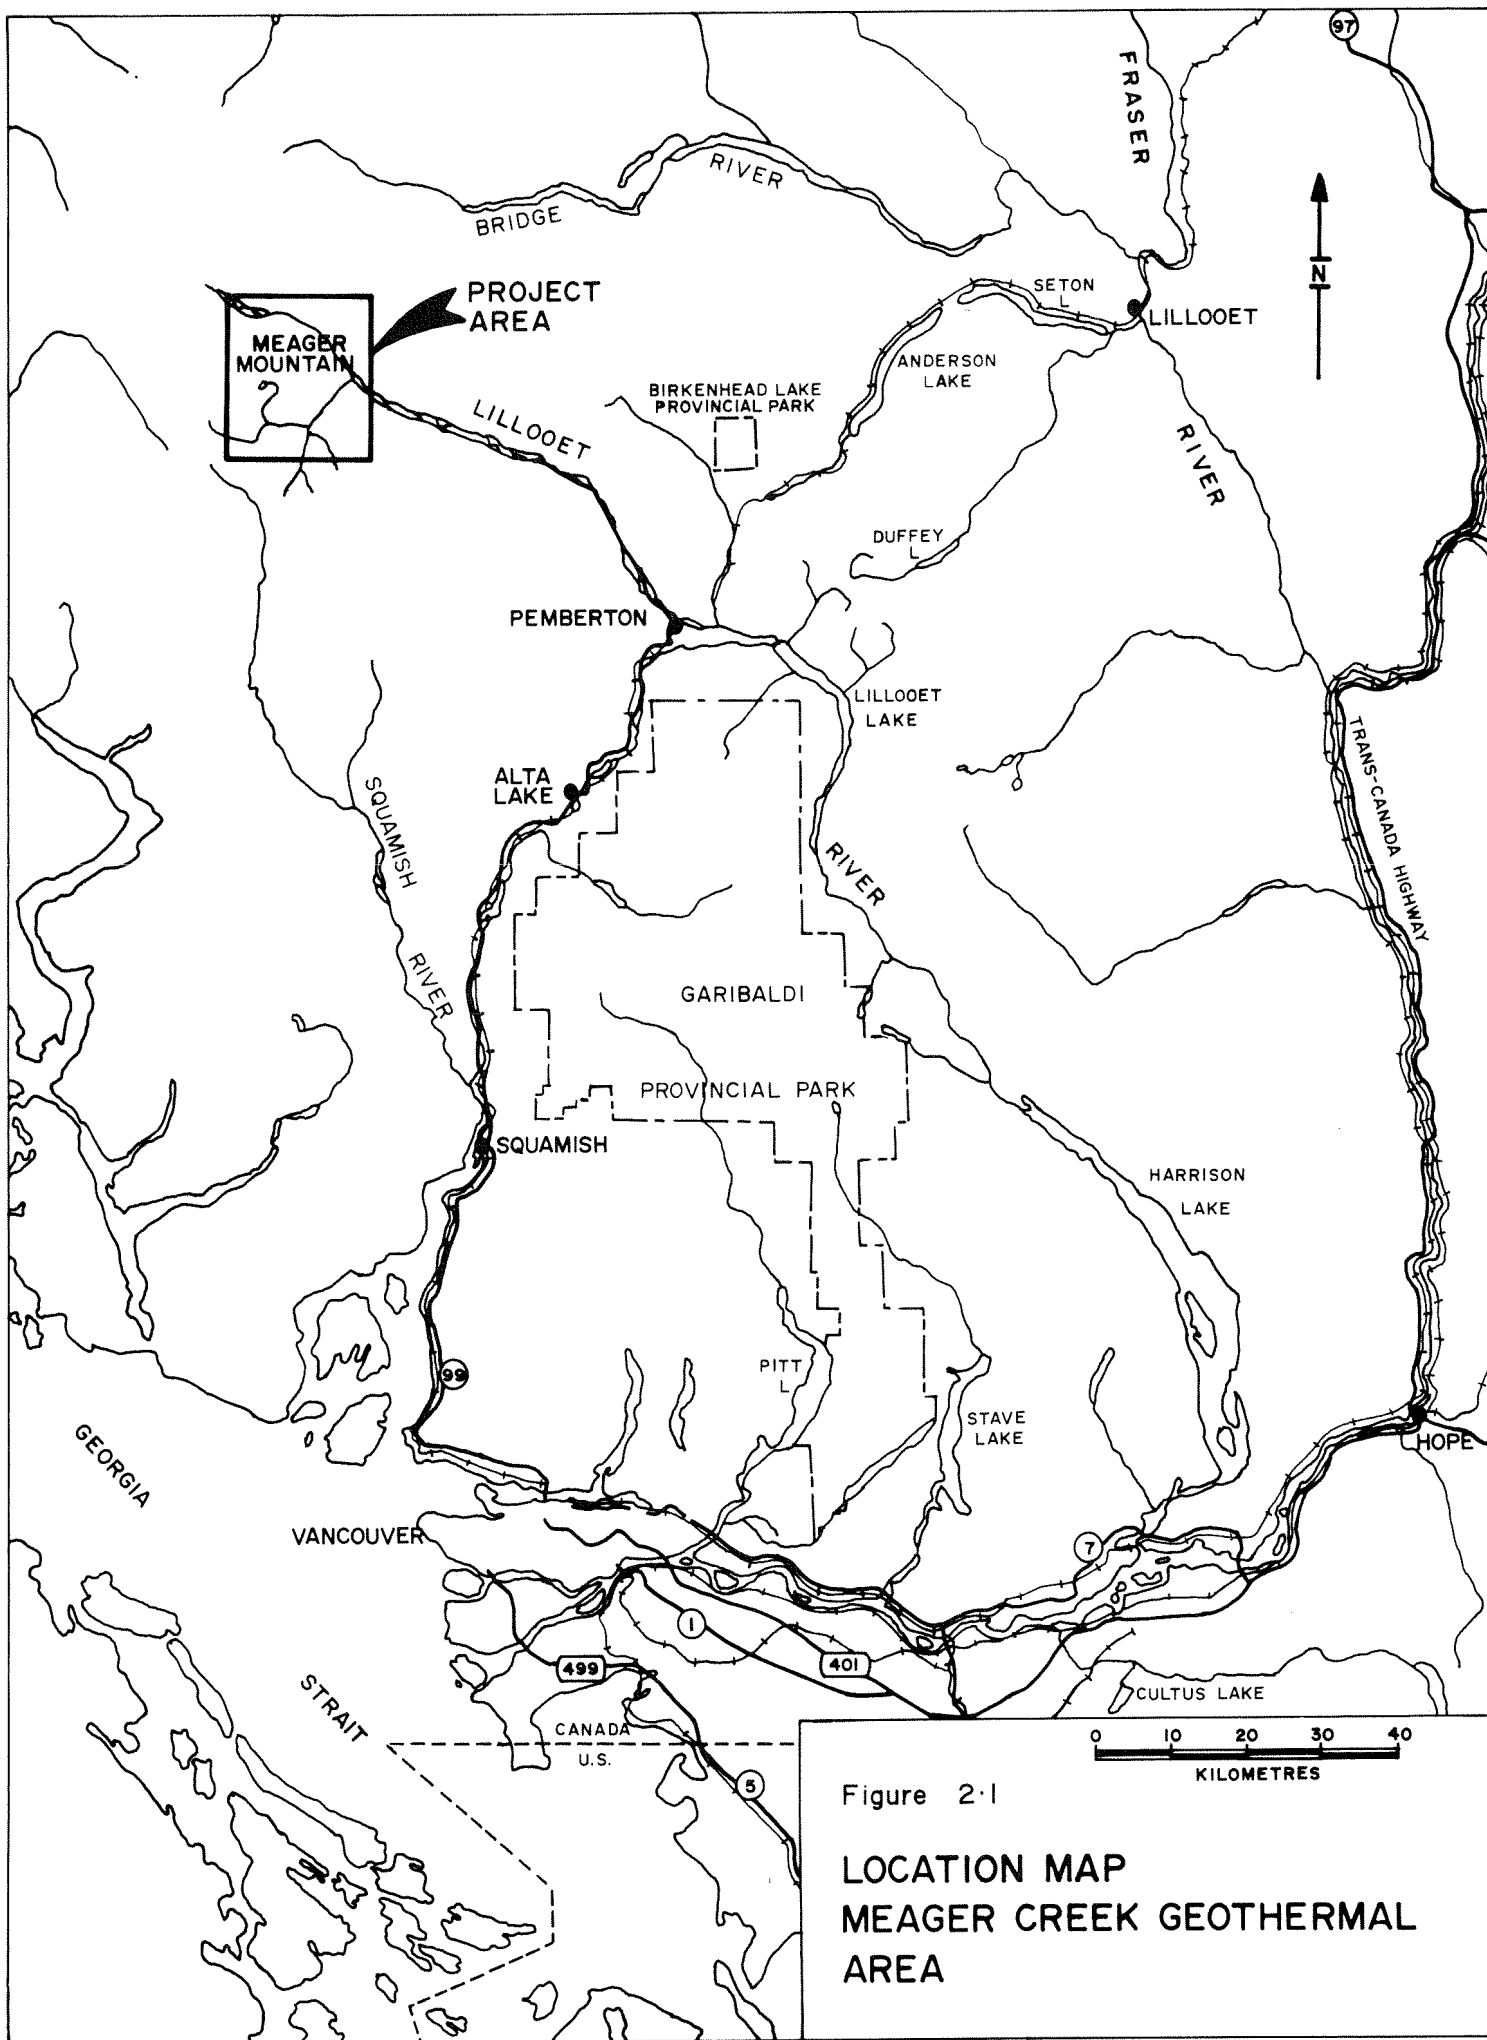 97
FRASER
RIVER
BRIDGE
N
PROJECT
AREA
SETON
L
LILLOOET
MEAGER
MOUNTAIN
ANDERSON
LAKE
BIRKENHEAD LAKE
PROVINCIAL PARK
LILLOOET
RIVER
DUFFEY
L
PEMBERTON
LILLOOET
LAKE
TRANS-CANADA HIGHWAY
ALTA
LAKE
SQUAMISH
RIVER
RIVER
GARIBALDI
PROVINCIAL PARK
SQUAMISH
HARRISON
LAKE
PITT
L
99
STAVE
LAKE
HOPE
GEORGIA
VANCOUVER
7
1
401
499
STRAIT
CULTUS LAKE
CANADA
U.S.
5
0 10 20 30 40
KILOMETRES
Figure 2·1
LOCATION MAP
MEAGER CREEK GEOTHERMAL
AREA